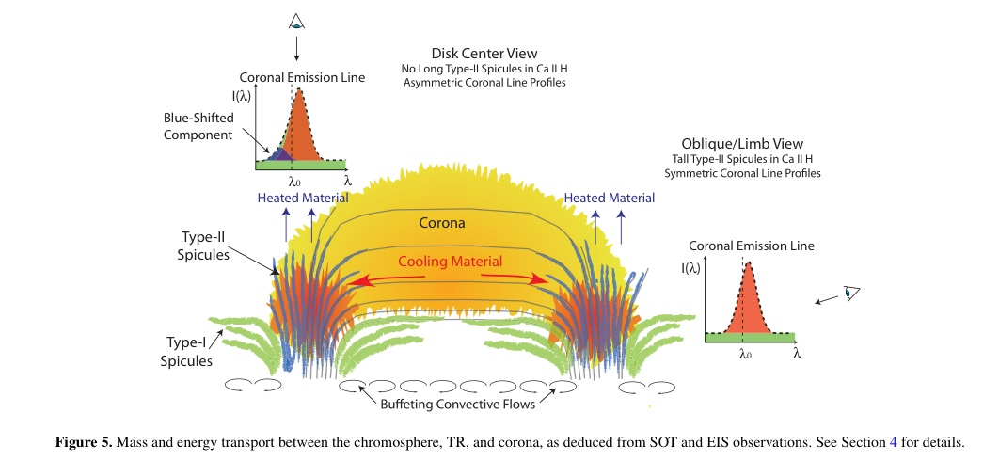 Disk Center View
No Long Type-II Spicules in Ca II H
Asymmetric Coronal Line Profiles
Coronal Emission Line
I(λ)
Blue-Shifted
Component
λ0
λ
Oblique/Limb View
Tall Type-II Spicules in Ca II H
Symmetric Coronal Line Profiles
Heated Material
Heated Material
Corona
Type-II
Spicules
Cooling Material
Coronal Emission Line
I(λ)
λ0
λ
Type-I
Spicules
Buffeting Convective Flows
Figure 5. Mass and energy transport between the chromosphere, TR, and corona, as deduced from SOT and EIS observations. See Section 4 for details.